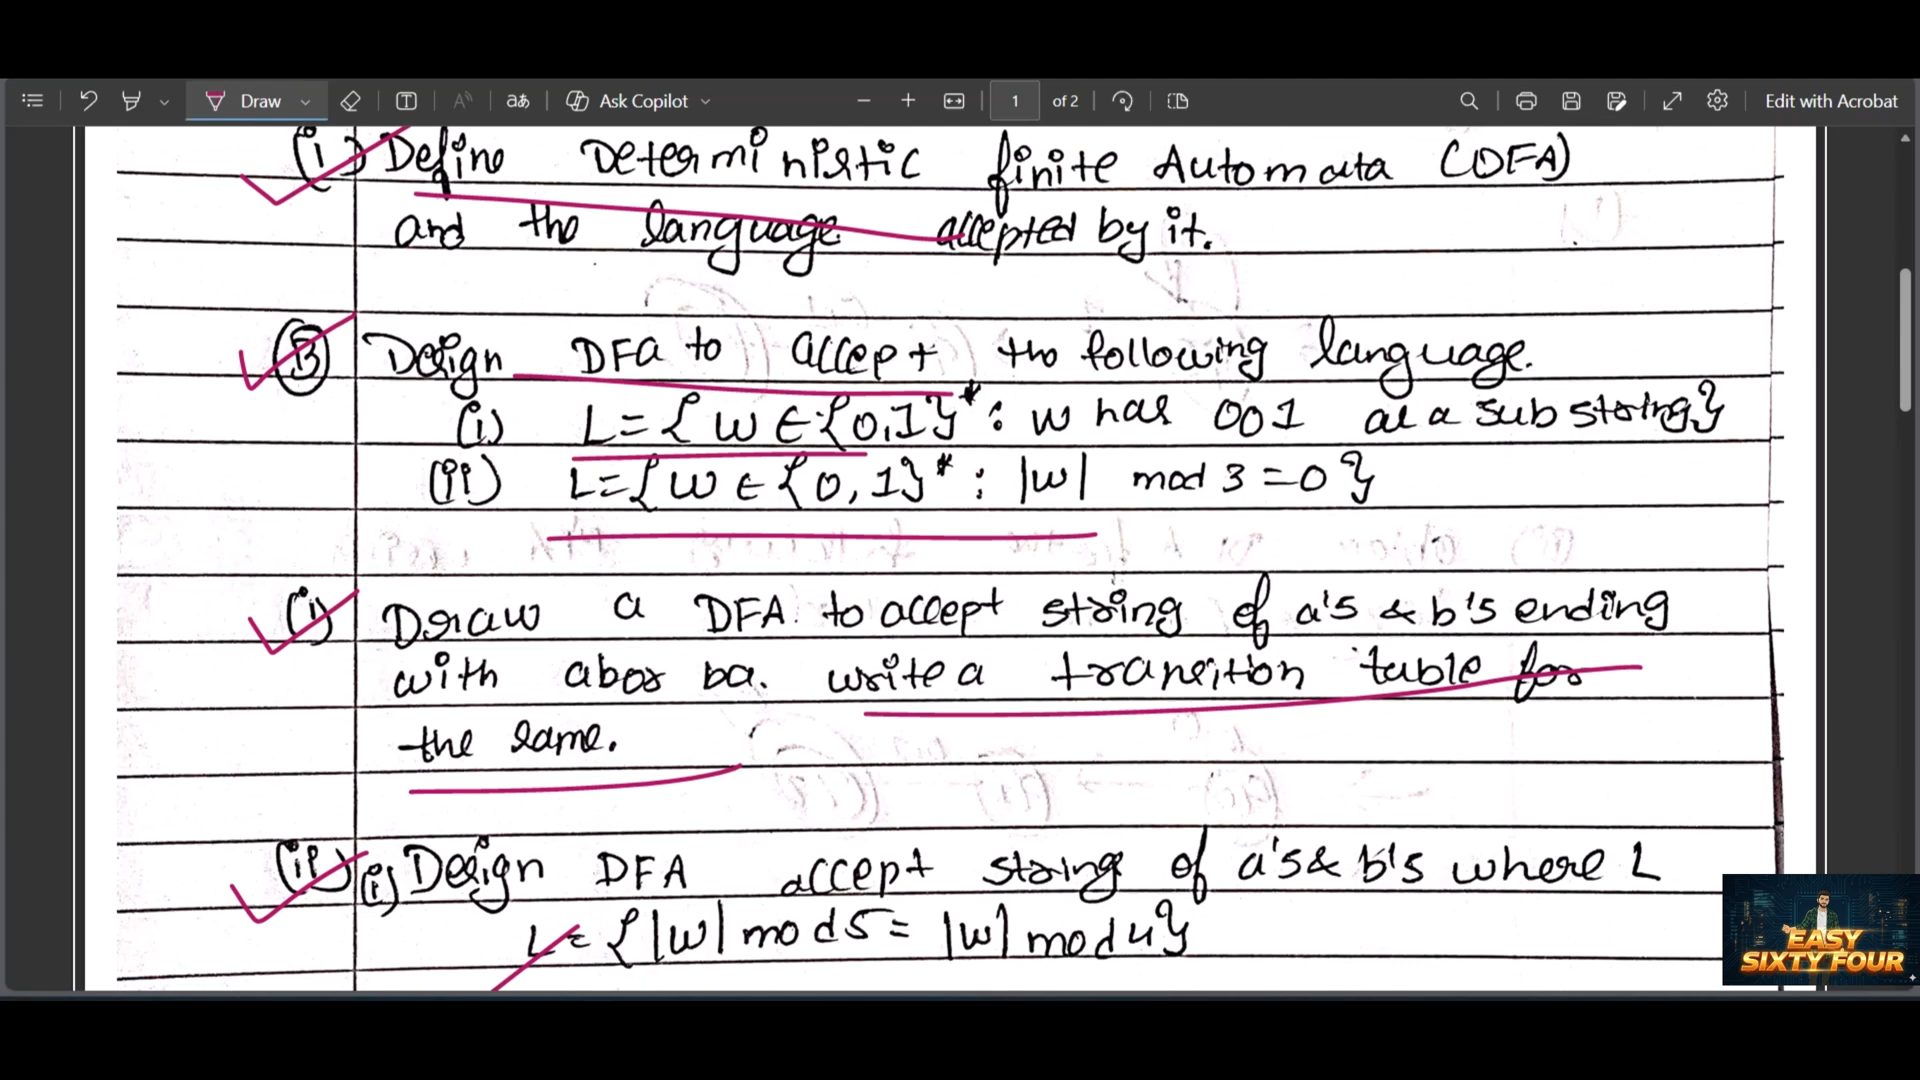 Draw
aあ
Ask Copilot
1
of 2
Edit with Acrobat
(i) Define Deterministic finite Automata (DFA)
and the language accepted by it.
(B) Design DFA to accept the following language.
(i) L = { w ∈ {0,1}* : w has 001 as a substring}
(ii) L={w ∈ {0,1}* : |w| mod 3 = 0}
(i) Draw a DFA to accept string of a's & b's ending
with ab or ba. write a transition table for
the same.
(ii) (i) Design DFA accept string of a's & b's where L
L = {|w| mod 5 = |w| mod 4}
EASY
SIXTY FOUR